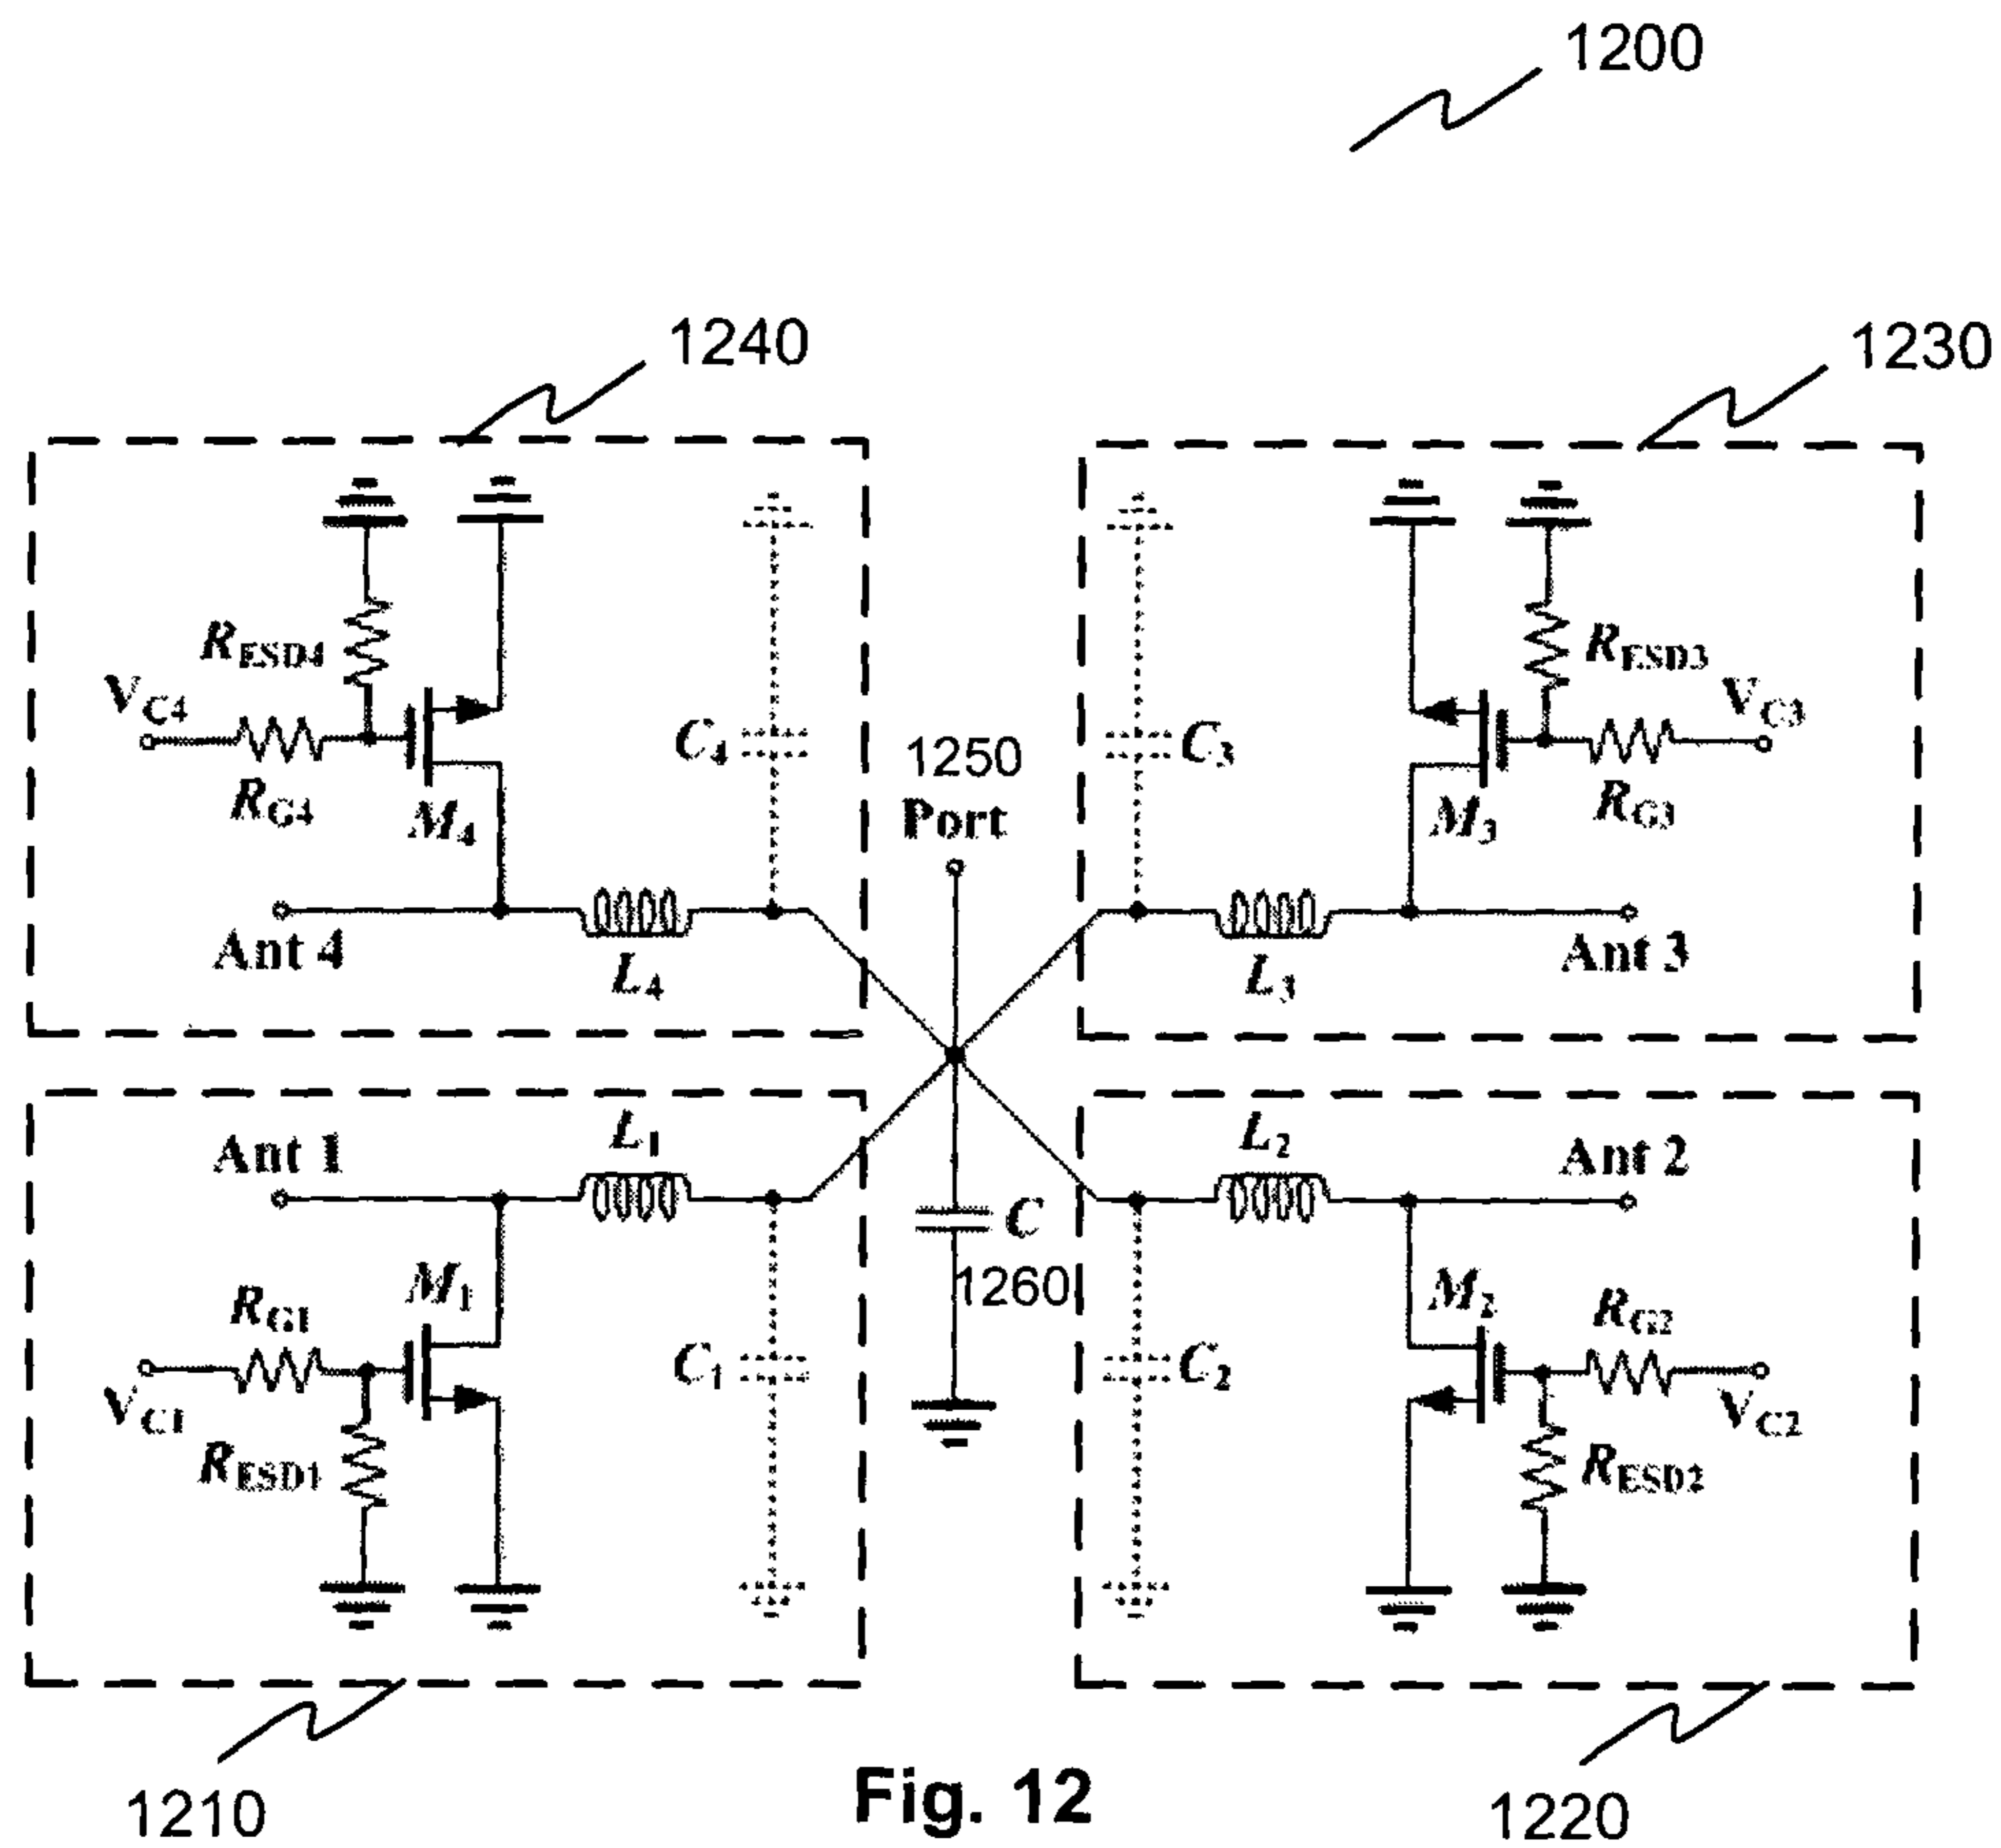 1200
1240
1230
R_ESD4
V_C4
R_G4
M_4
C_4
1250
Port
C_3
R_ESD3
V_C3
R_G3
M_3
Ant 4
L_4
L_3
Ant 3
Ant 1
L_1
L_2
Ant 2
R_G1
M_1
V_C1
R_ESD1
C_1
C
1260
C_2
M_2
R_G2
V_C2
R_ESD2
1210
Fig. 12
1220